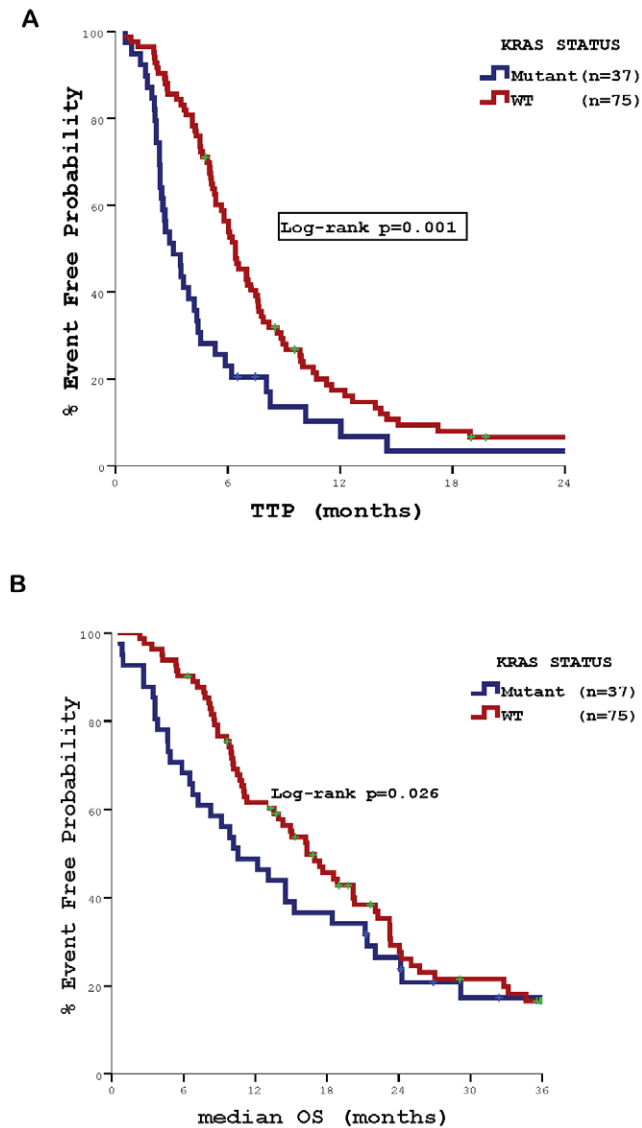 A
KRAS STATUS
Mutant (n=37)
WT (n=75)
Log-rank p=0.001
% Event Free Probability
100
80
60
40
20
0
0 6 12 18 24
TTP (months)
B
KRAS STATUS
Mutant (n=37)
WT (n=75)
Log-rank p=0.026
% Event Free Probability
100
80
60
40
20
0
0 6 12 18 24 30 36
median OS (months)